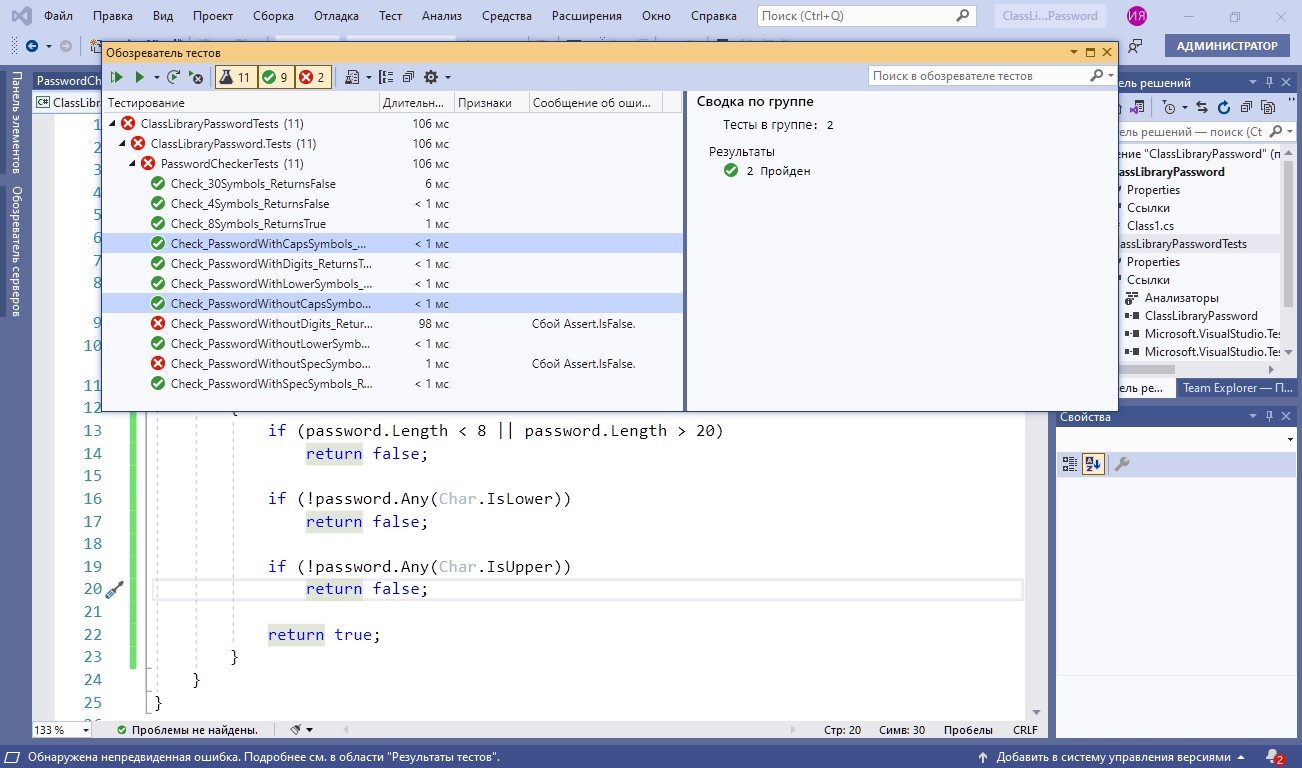 Файл Правка Вид Проект Сборка Отладка Тест Анализ Средства Расширения Окно Справка Поиск (Ctrl+Q) ClassLi...Password ИЯ
АДМИНИСТРАТОР
Обозреватель тестов
11 9 2
Поиск в обозревателе тестов
Тестирование Длительн... Признаки Сообщение об оши...
ClassLibraryPasswordTests (11) 106 мс
ClassLibraryPassword.Tests (11) 106 мс
PasswordCheckerTests (11) 106 мс
Check_30Symbols_ReturnsFalse 6 мс
Check_4Symbols_ReturnsFalse < 1 мс
Check_8Symbols_ReturnsTrue 1 мс
Check_PasswordWithCapsSymbols_... < 1 мс
Check_PasswordWithDigits_ReturnsT... < 1 мс
Check_PasswordWithLowerSymbols_... < 1 мс
Check_PasswordWithoutCapsSymbo... < 1 мс
Check_PasswordWithoutDigits_Retur... 98 мс Сбой Assert.IsFalse.
Check_PasswordWithoutLowerSymb... < 1 мс
Check_PasswordWithoutSpecSymbo... 1 мс Сбой Assert.IsFalse.
Check_PasswordWithSpecSymbols_R... < 1 мс
Сводка по группе
Тесты в группе: 2
Результаты
2 Пройден
Панель элементов
Обозреватель серверов
PasswordCh
C# ClassLibra
1
2
3
4
5
6
7
8
9
10
11
12 {
13 if (password.Length < 8 || password.Length > 20)
14 return false;
15
16 if (!password.Any(Char.IsLower))
17 return false;
18
19 if (!password.Any(Char.IsUpper))
20 return false;
21
22 return true;
23 }
24 }
25 }
133 % Проблемы не найдены. Стр: 20 Симв: 30 Пробелы CRLF
ель решений
ель решений — поиск (Ct
ение "ClassLibraryPassword" (п
assLibraryPassword
Properties
Ссылки
Class1.cs
assLibraryPasswordTests
Properties
Ссылки
Анализаторы
ClassLibraryPassword
Microsoft.VisualStudio.Te
Microsoft.VisualStudio.Te
ель ре... Team Explorer — П...
Свойства
Обнаружена непредвиденная ошибка. Подробнее см. в области "Результаты тестов". Добавить в систему управления версиями 2